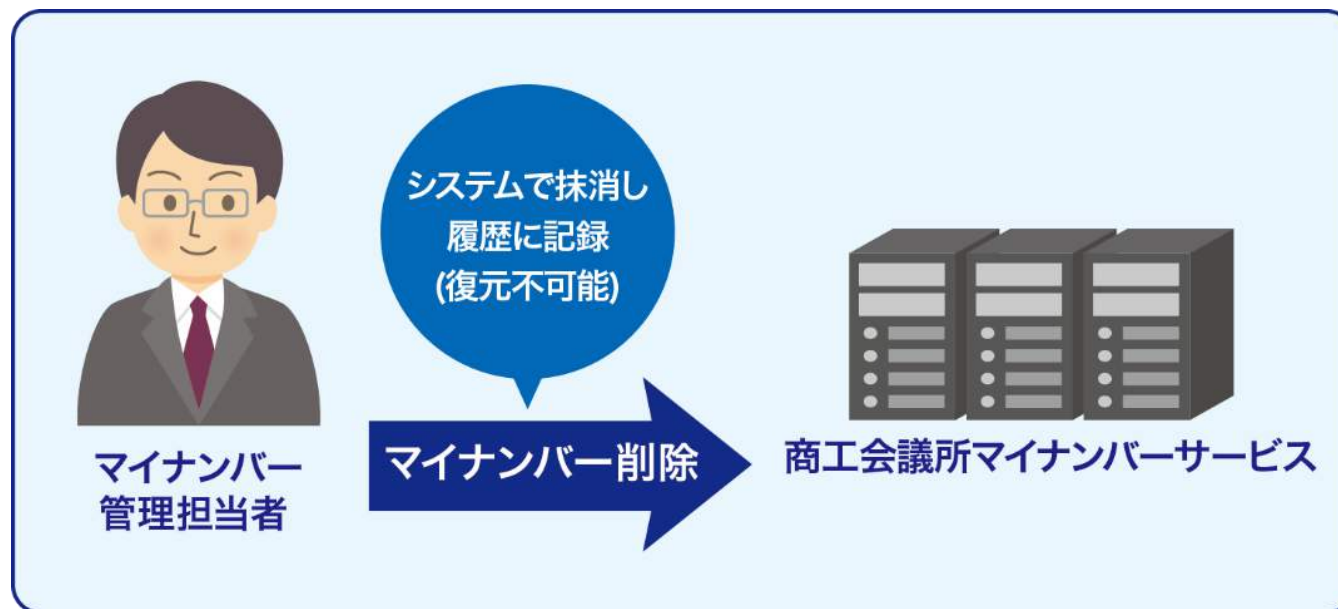 システムで抹消し
履歴に記録
(復元不可能)
マイナンバー削除
マイナンバー
管理担当者
商工会議所マイナンバーサービス